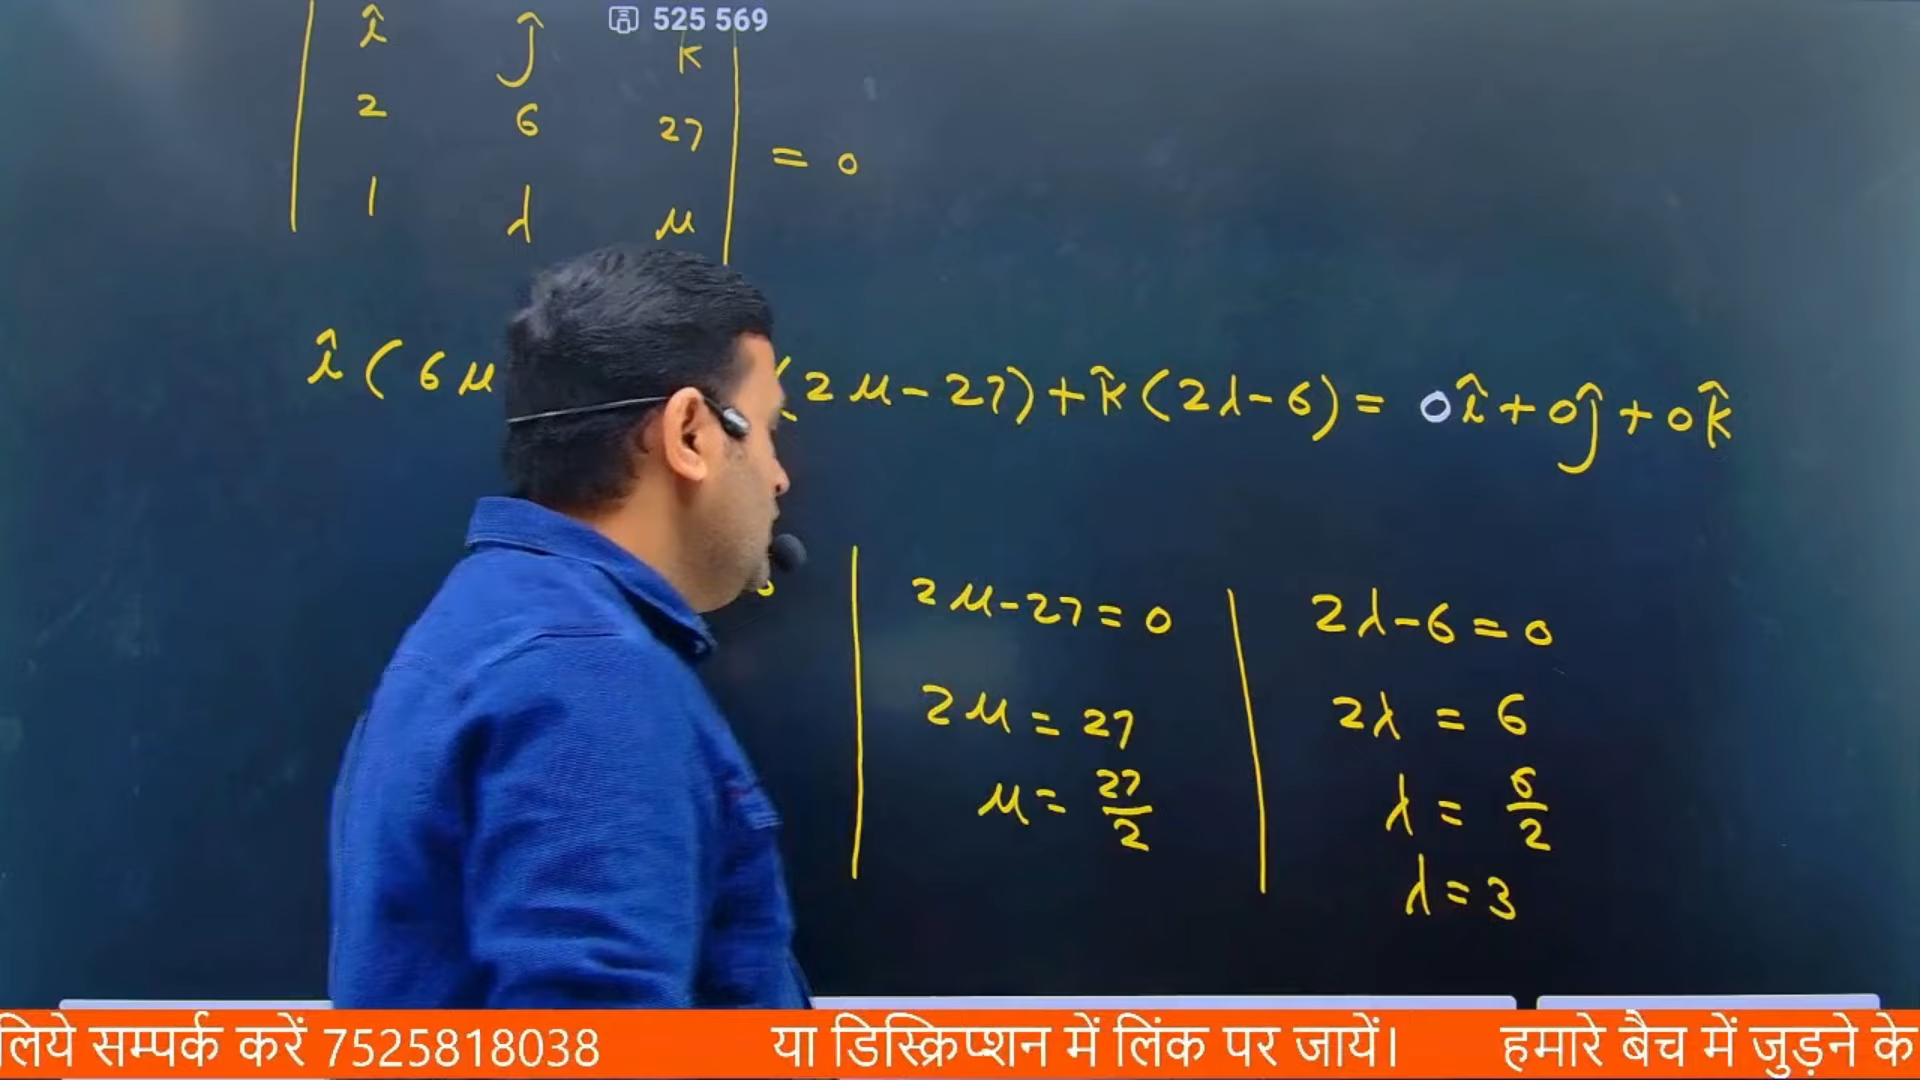 525 569
î ĵ k
2 6 27
1 λ μ
= 0
î ( 6μ (2μ - 27) + k̂ (2λ - 6) = 0î + 0ĵ + 0k̂
2μ - 27 = 0
2μ = 27
μ = 27/2
2λ - 6 = 0
2λ = 6
λ = 6/2
λ = 3
लिये सम्पर्क करें 7525818038 या डिस्क्रिप्शन में लिंक पर जायें। हमारे बैच में जुड़ने के